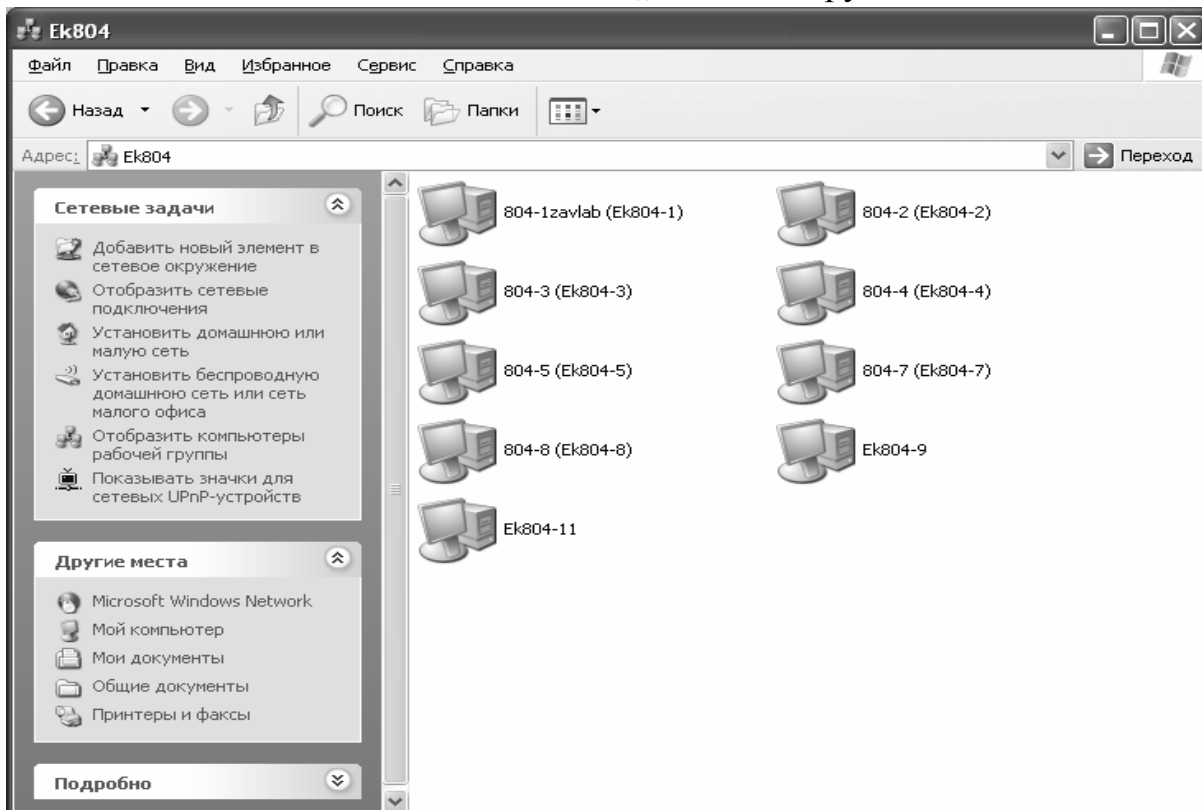 Ek804
Файл Правка Вид Избранное Сервис Справка
Назад Поиск Папки
Адрес: Ek804 Переход
Сетевые задачи
Добавить новый элемент в
сетевое окружение
Отобразить сетевые
подключения
Установить домашнюю или
малую сеть
Установить беспроводную
домашнюю сеть или сеть
малого офиса
Отобразить компьютеры
рабочей группы
Показывать значки для
сетевых UPnP-устройств
Другие места
Microsoft Windows Network
Мой компьютер
Мои документы
Общие документы
Принтеры и факсы
Подробно
804-1zavlab (Ek804-1) 804-2 (Ek804-2)
804-3 (Ek804-3) 804-4 (Ek804-4)
804-5 (Ek804-5) 804-7 (Ek804-7)
804-8 (Ek804-8) Ek804-9
Ek804-11